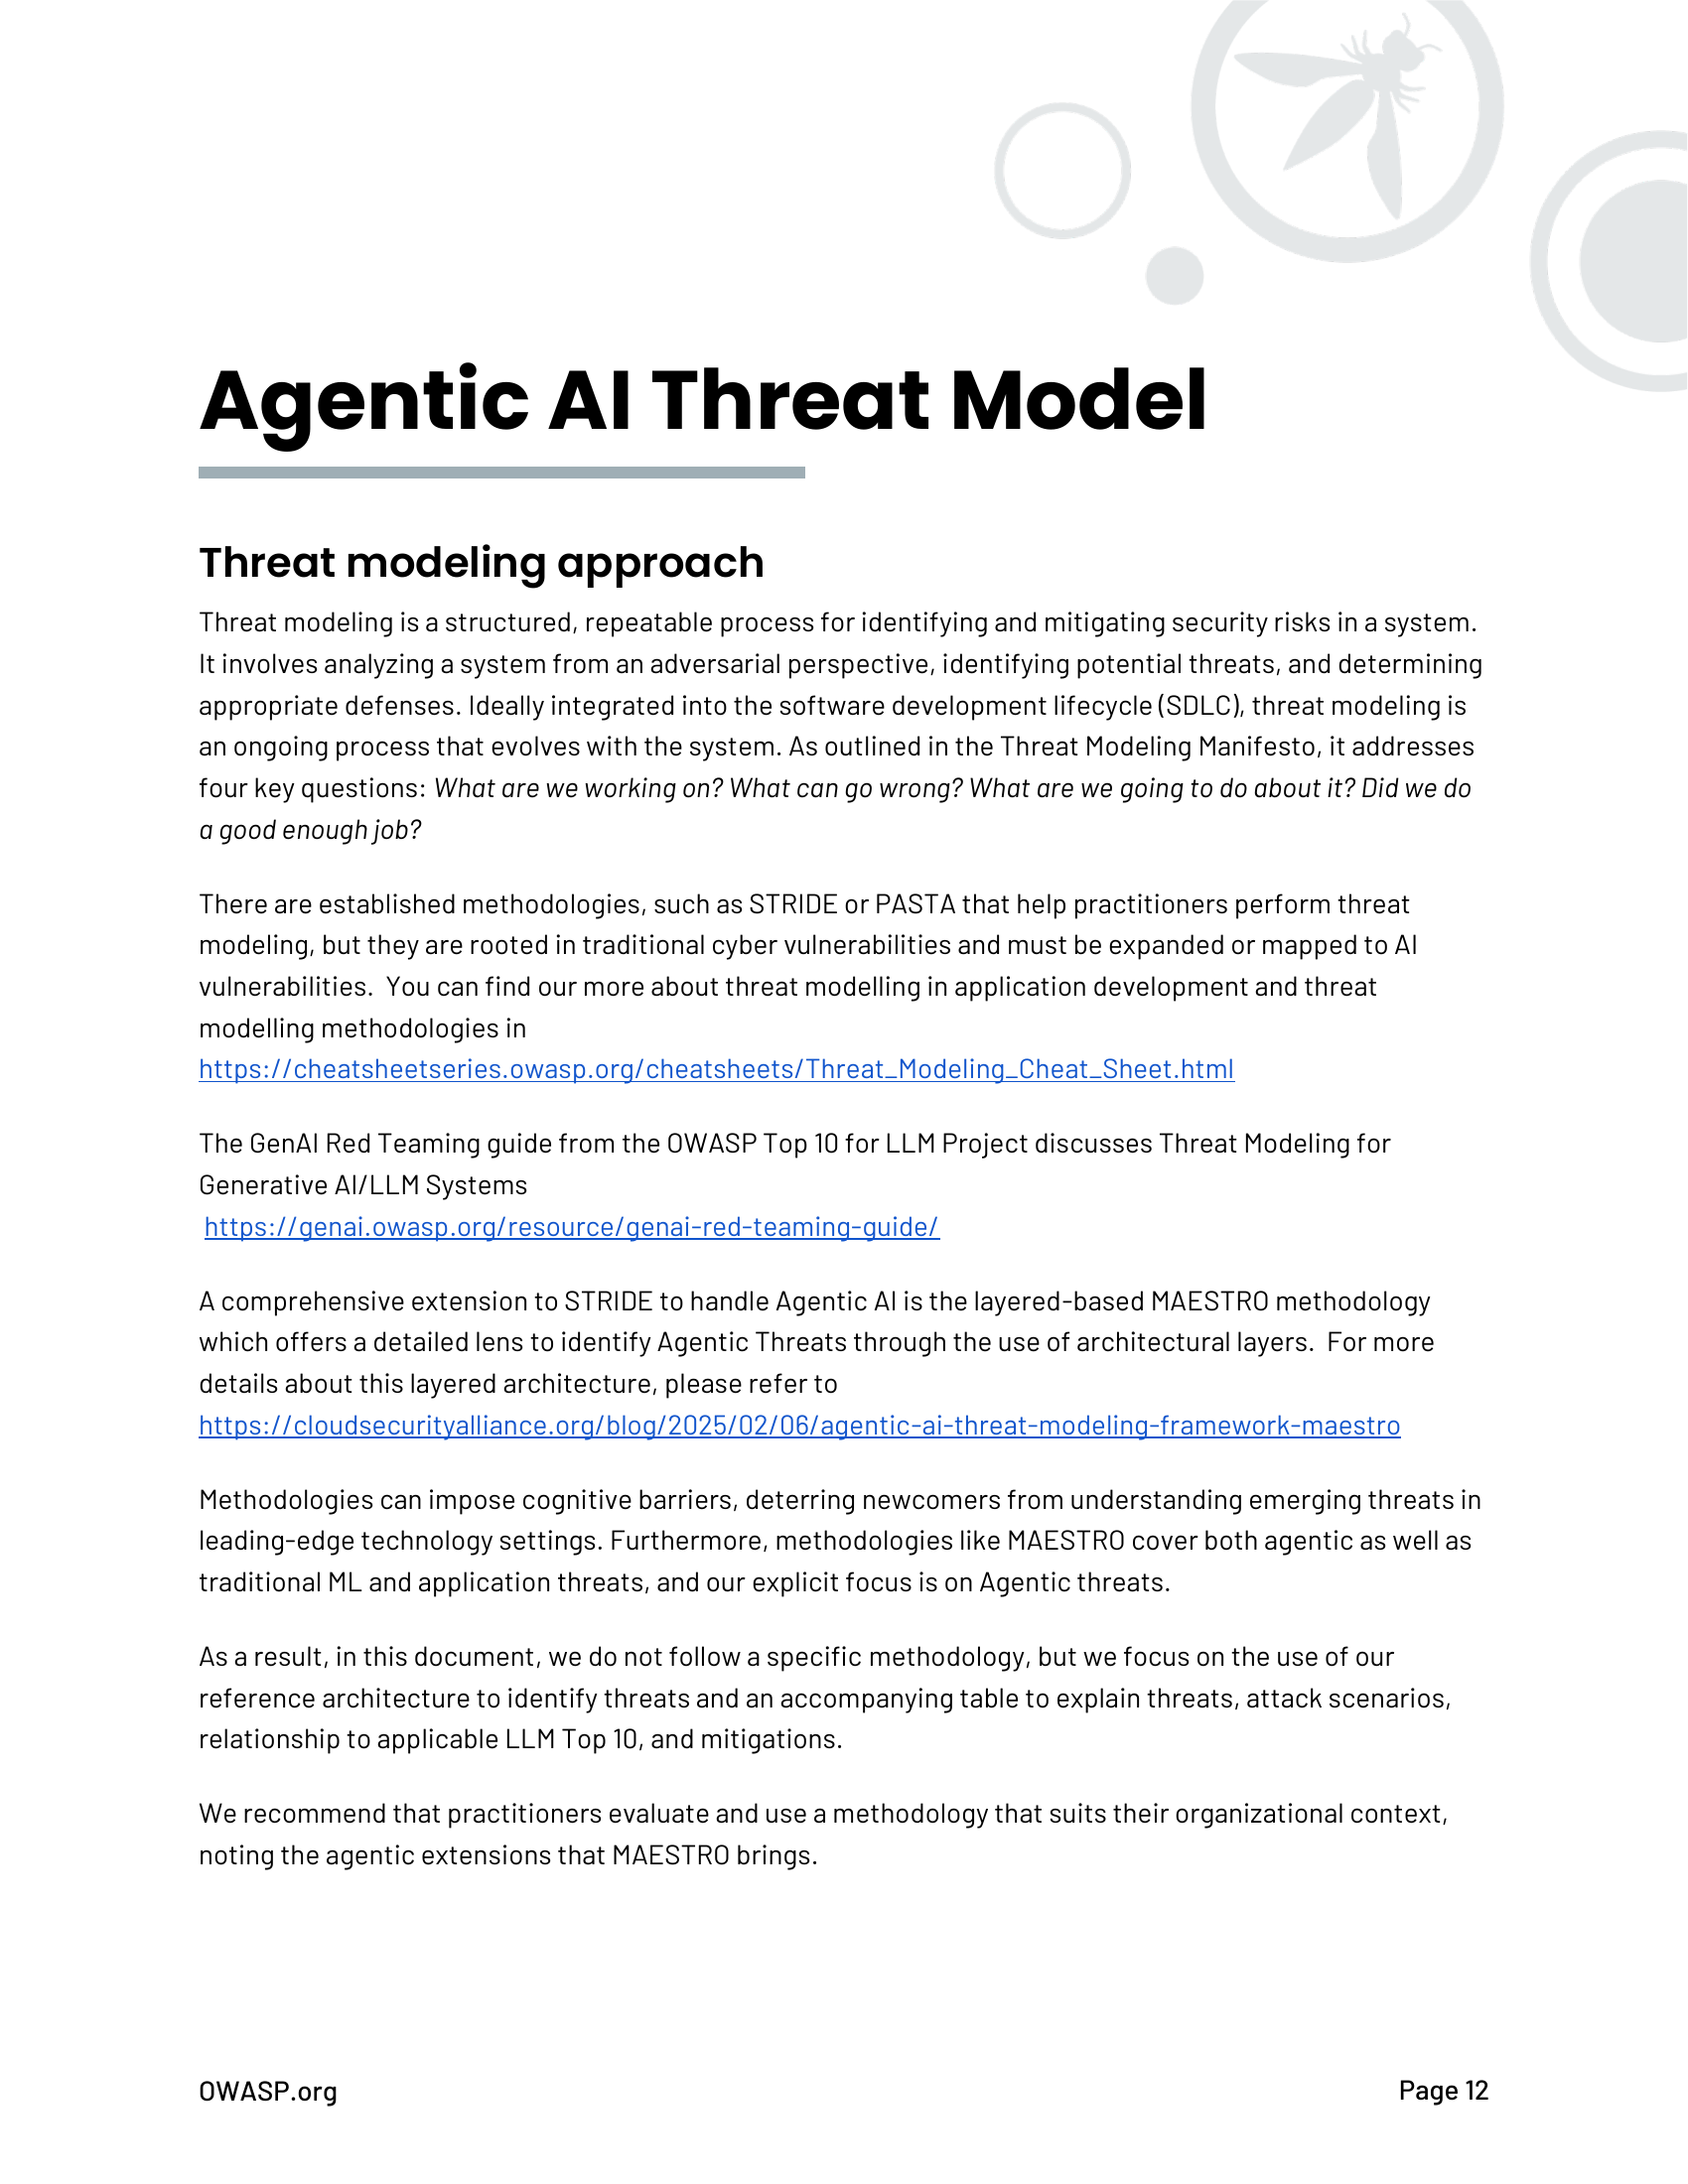 Agentic AI Threat Model
Threat modeling approach
Threat modeling is a structured, repeatable process for identifying and mitigating security risks in a system.
It involves analyzing a system from an adversarial perspective, identifying potential threats, and determining
appropriate defenses. Ideally integrated into the software development lifecycle (SDLC), threat modeling is
an ongoing process that evolves with the system. As outlined in the Threat Modeling Manifesto, it addresses
four key questions: What are we working on? What can go wrong? What are we going to do about it? Did we do
a good enough job?
There are established methodologies, such as STRIDE or PASTA that help practitioners perform threat
modeling, but they are rooted in traditional cyber vulnerabilities and must be expanded or mapped to AI
vulnerabilities.  You can find our more about threat modelling in application development and threat
modelling methodologies in
https://cheatsheetseries.owasp.org/cheatsheets/Threat_Modeling_Cheat_Sheet.html
The GenAI Red Teaming guide from the OWASP Top 10 for LLM Project discusses Threat Modeling for
Generative AI/LLM Systems
https://genai.owasp.org/resource/genai-red-teaming-guide/
A comprehensive extension to STRIDE to handle Agentic AI is the layered-based MAESTRO methodology
which offers a detailed lens to identify Agentic Threats through the use of architectural layers.  For more
details about this layered architecture, please refer to
https://cloudsecurityalliance.org/blog/2025/02/06/agentic-ai-threat-modeling-framework-maestro
Methodologies can impose cognitive barriers, deterring newcomers from understanding emerging threats in
leading-edge technology settings. Furthermore, methodologies like MAESTRO cover both agentic as well as
traditional ML and application threats, and our explicit focus is on Agentic threats.
As a result, in this document, we do not follow a specific methodology, but we focus on the use of our
reference architecture to identify threats and an accompanying table to explain threats, attack scenarios,
relationship to applicable LLM Top 10, and mitigations.
We recommend that practitioners evaluate and use a methodology that suits their organizational context,
noting the agentic extensions that MAESTRO brings.
OWASP.org
Page 12